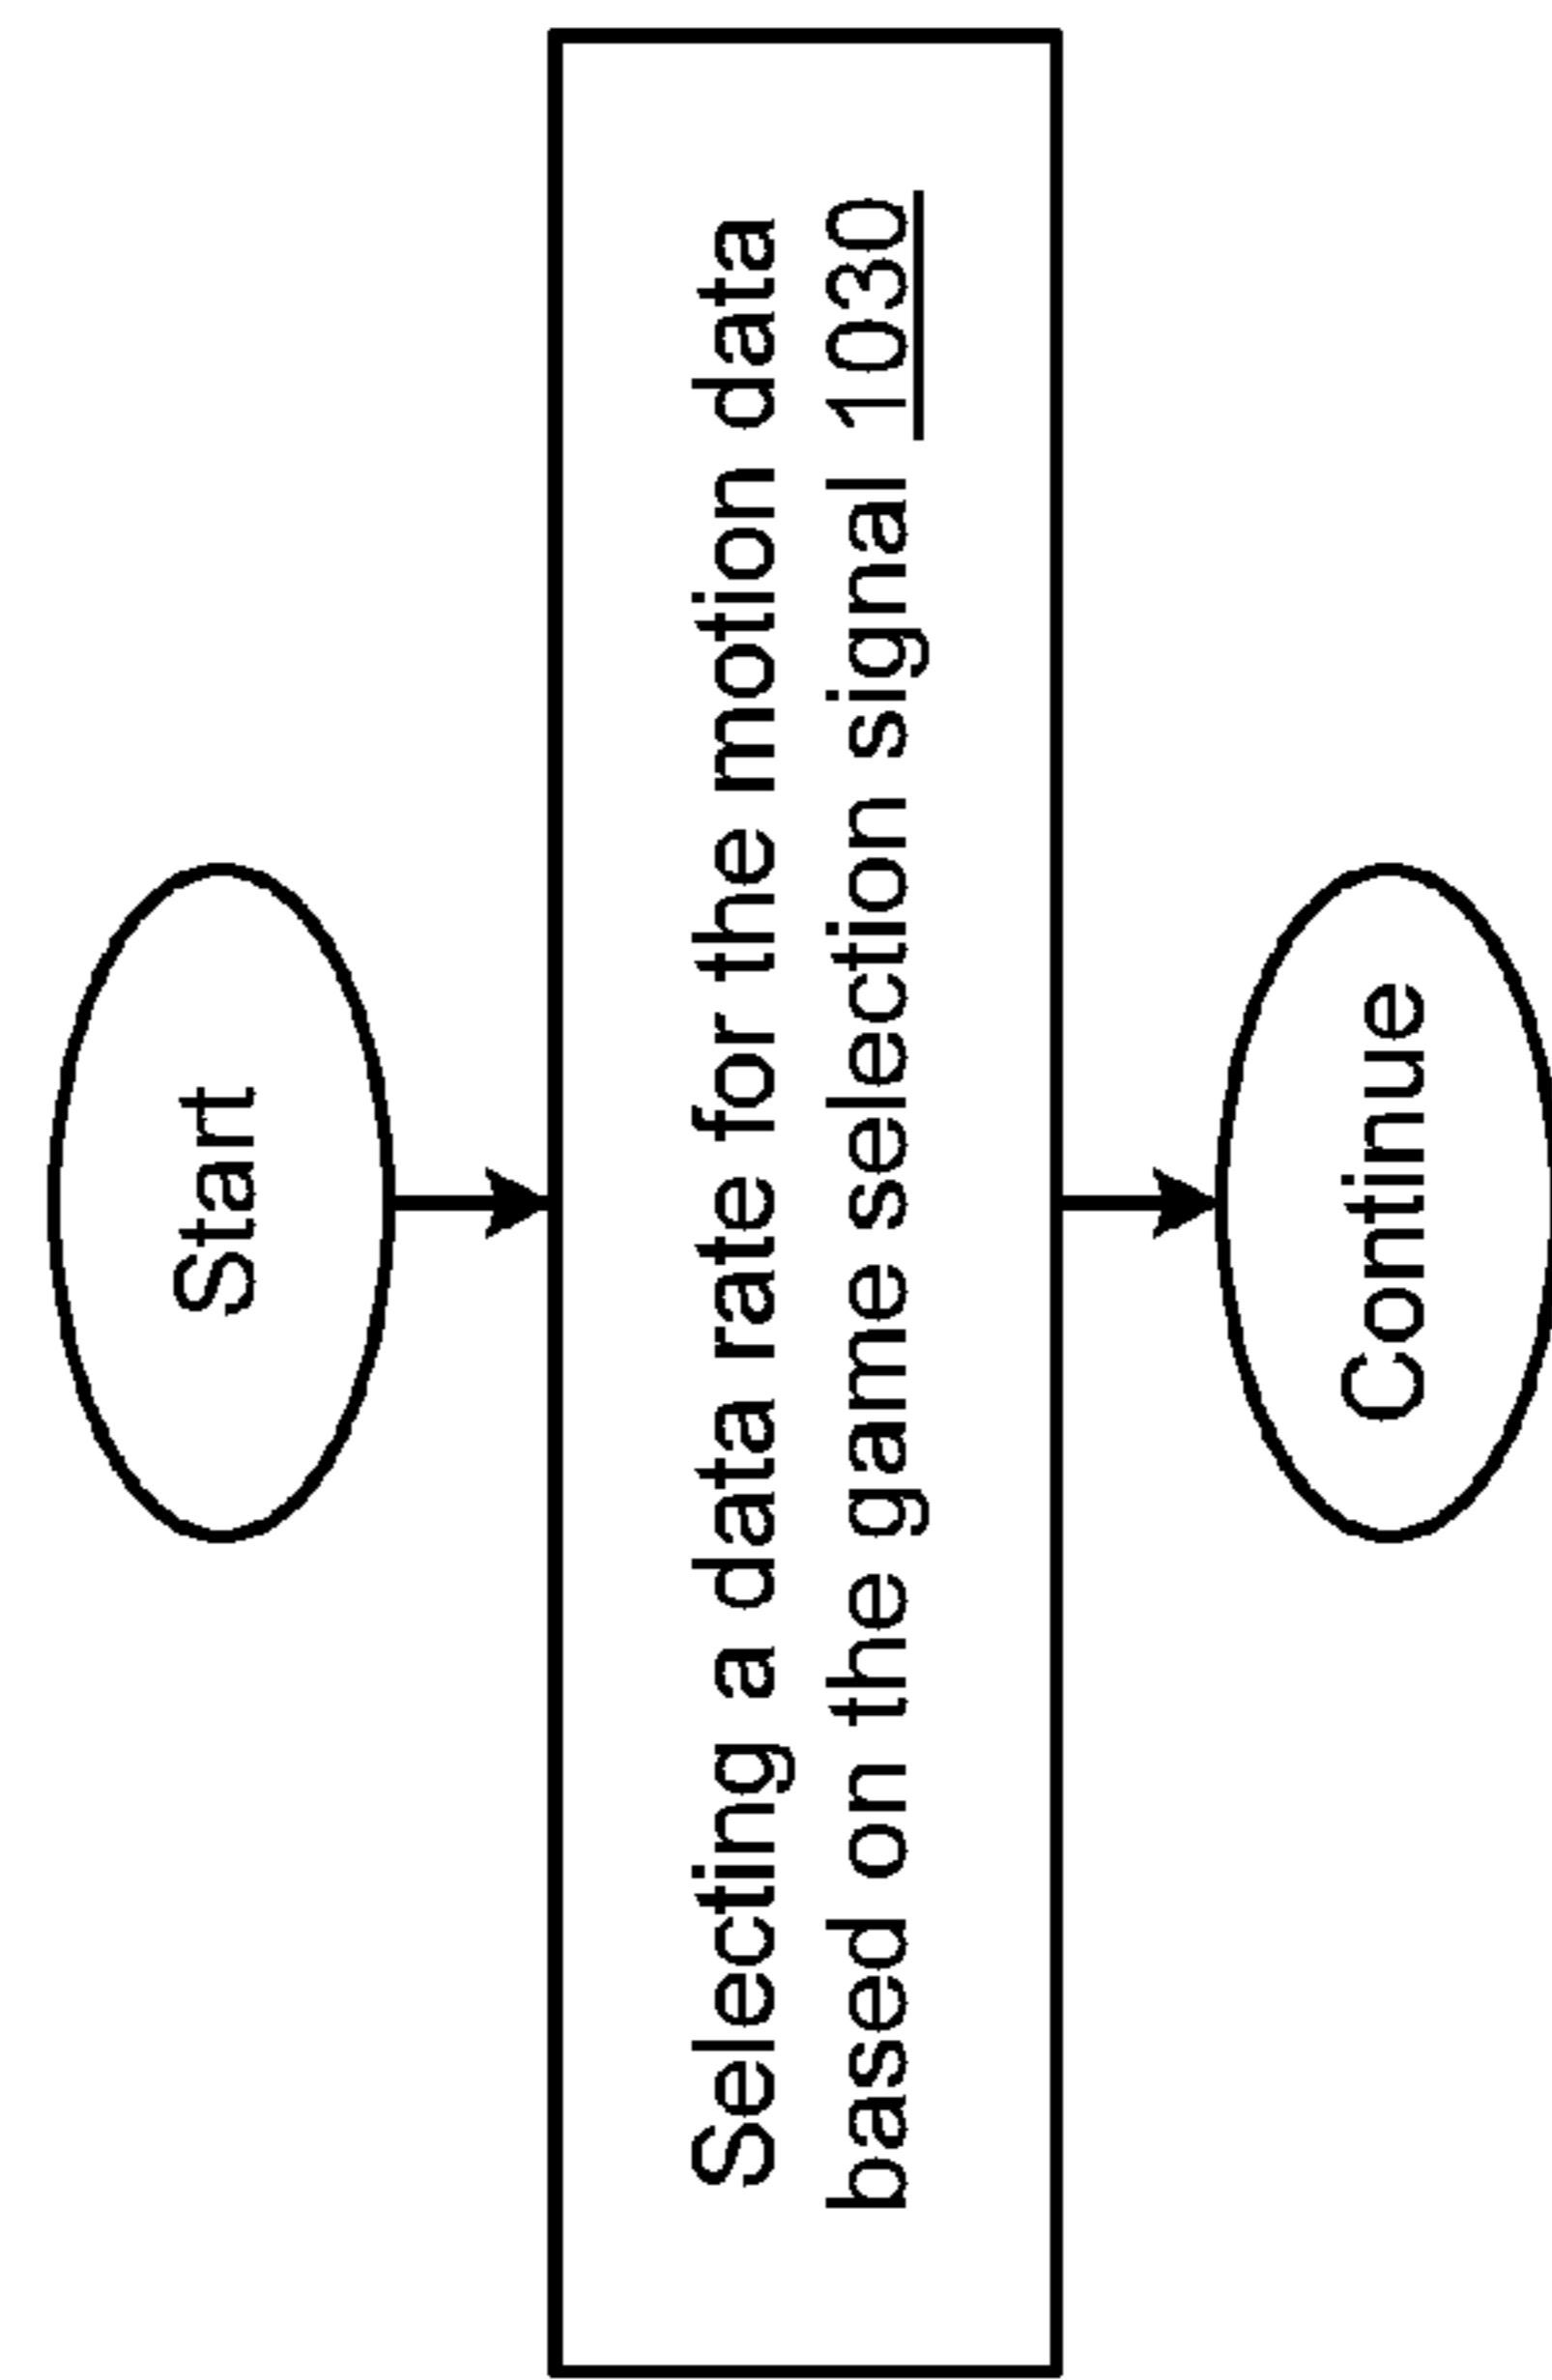 Start
Selecting a data rate for the motion data
based on the game selection signal 1030
Continue